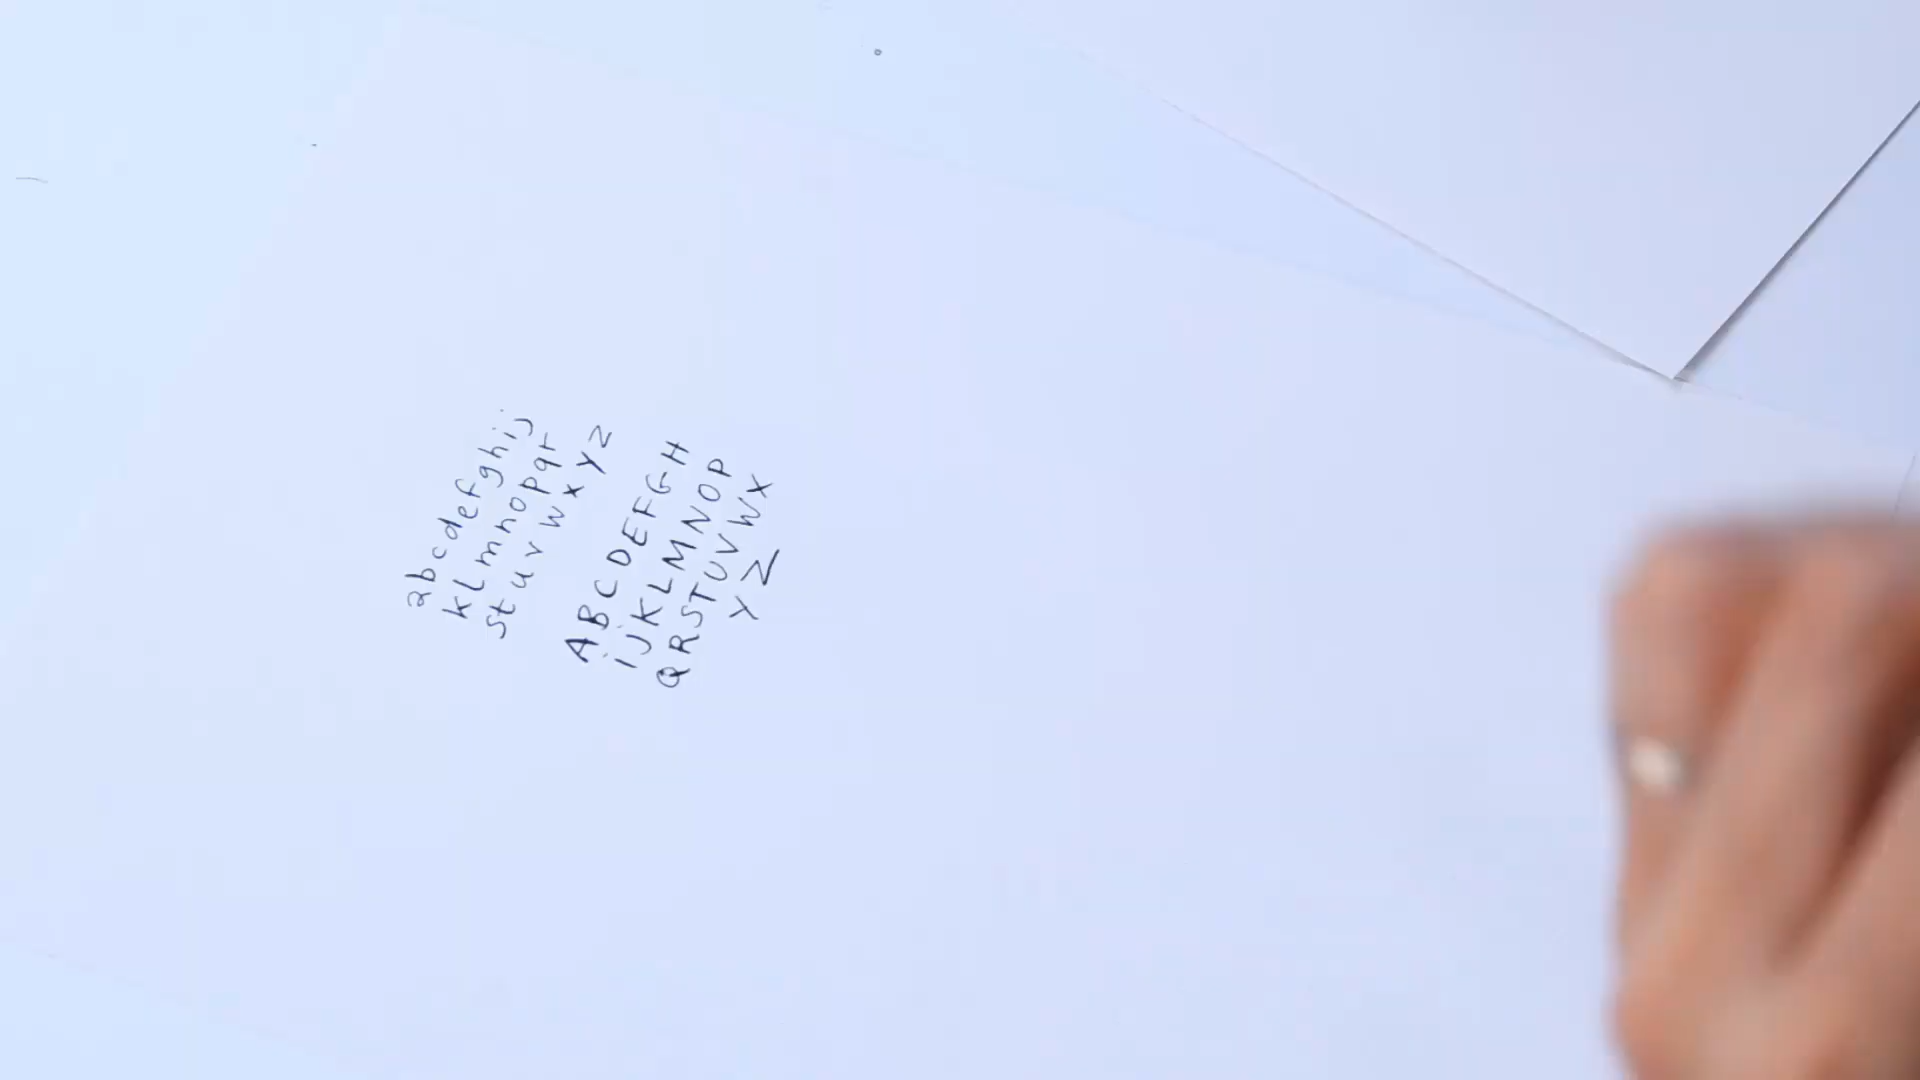 abcdefghij
klmnopqr
stuvwxyz
ABCDEFGH
iJKLMNOP
QRSTUVWX
YZ